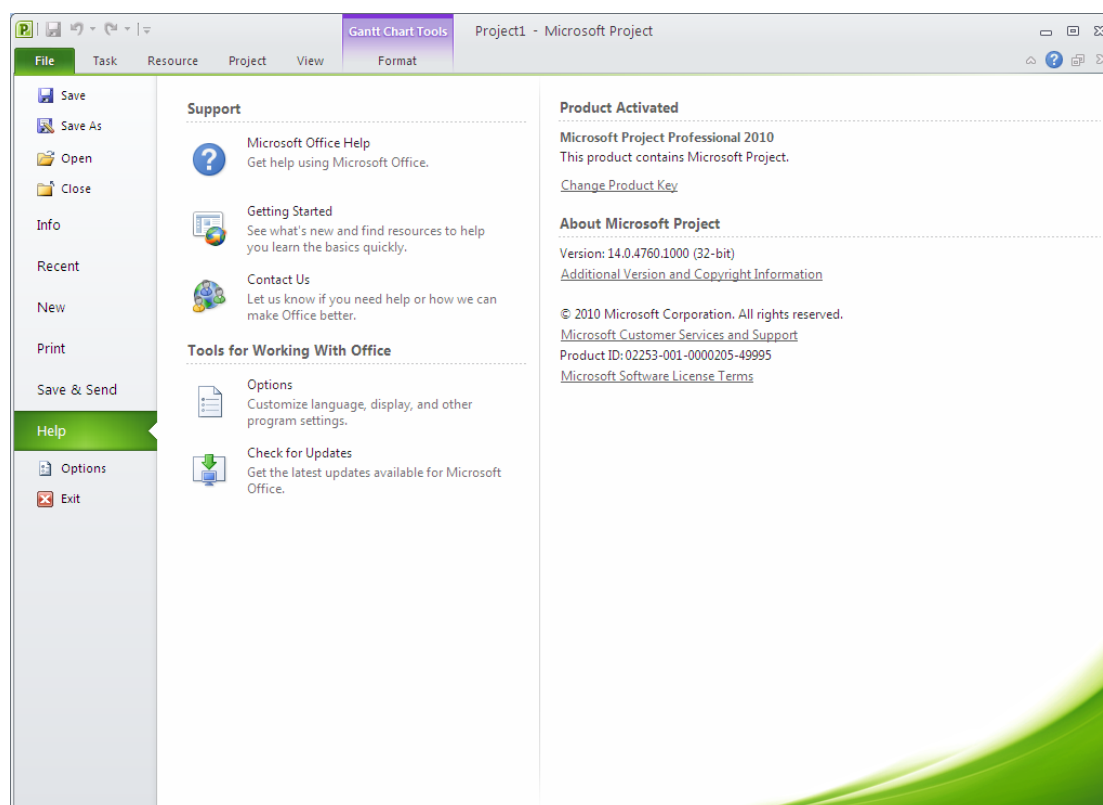 Gantt Chart Tools
Project1 - Microsoft Project
File
Task
Resource
Project
View
Format
Save
Save As
Open
Close
Info
Recent
New
Print
Save & Send
Help
Options
Exit
Support
Microsoft Office Help
Get help using Microsoft Office.
Getting Started
See what's new and find resources to help
you learn the basics quickly.
Contact Us
Let us know if you need help or how we can
make Office better.
Tools for Working With Office
Options
Customize language, display, and other
program settings.
Check for Updates
Get the latest updates available for Microsoft
Office.
Product Activated
Microsoft Project Professional 2010
This product contains Microsoft Project.
Change Product Key
About Microsoft Project
Version: 14.0.4760.1000 (32-bit)
Additional Version and Copyright Information
© 2010 Microsoft Corporation. All rights reserved.
Microsoft Customer Services and Support
Product ID: 02253-001-0000205-49995
Microsoft Software License Terms